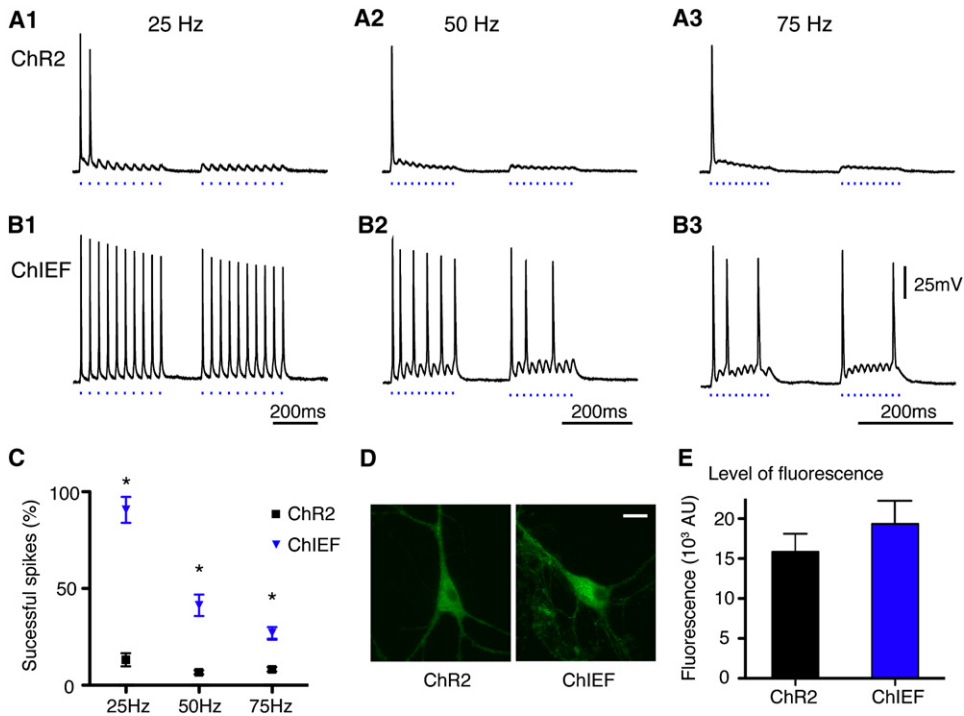 A1 25 Hz
A2 50 Hz
A3 75 Hz
ChR2
B1
B2
B3
ChIEF
25mV
200ms
200ms
200ms
C
Sucessful spikes (%)
100
50
0
25Hz 50Hz 75Hz
*
*
*
ChR2
ChIEF
D
ChR2 ChIEF
E Level of fluorescence
Fluorescence (10³ AU)
20
15
10
5
0
ChR2 ChIEF